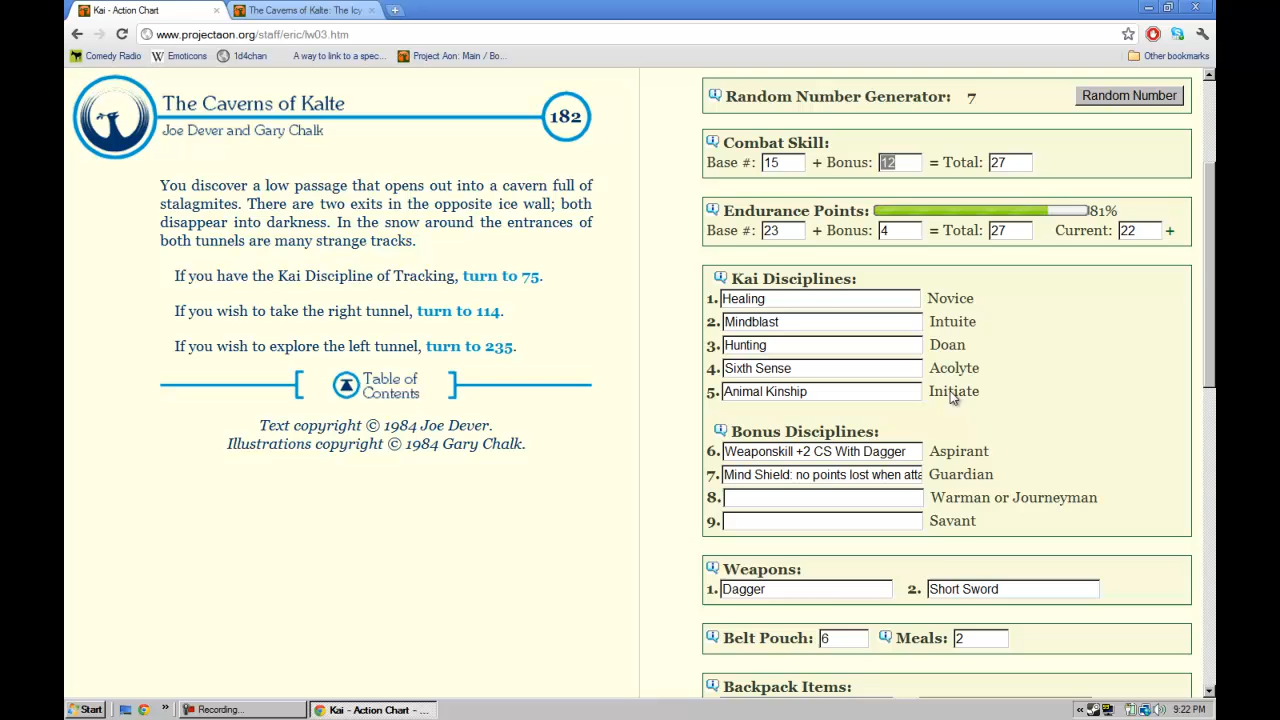 Kai - Action Chart
The Caverns of Kalte: The Icy
www.projectaon.org/staff/eric/lw03.htm
Comedy Radio
Emoticons
1d4chan
A way to link to a spec...
Project Aon: Main / Bo...
Other bookmarks
The Caverns of Kalte
Joe Dever and Gary Chalk
182
You discover a low passage that opens out into a cavern full of
stalagmites. There are two exits in the opposite ice wall; both
disappear into darkness. In the snow around the entrances of
both tunnels are many strange tracks.
If you have the Kai Discipline of Tracking, turn to 75.
If you wish to take the right tunnel, turn to 114.
If you wish to explore the left tunnel, turn to 235.
Table of
Contents
Text copyright © 1984 Joe Dever.
Illustrations copyright © 1984 Gary Chalk.
Random Number Generator: 7 Random Number
Combat Skill:
Base #: 15 + Bonus: 12 = Total: 27
Endurance Points: 81%
Base #: 23 + Bonus: 4 = Total: 27 Current: 22 +
Kai Disciplines:
1. Healing Novice
2. Mindblast Intuite
3. Hunting Doan
4. Sixth Sense Acolyte
5. Animal Kinship Initiate
Bonus Disciplines:
6. Weaponskill +2 CS With Dagger Aspirant
7. Mind Shield: no points lost when atta Guardian
8. Warman or Journeyman
9. Savant
Weapons:
1. Dagger 2. Short Sword
Belt Pouch: 6 Meals: 2
Backpack Items:
Start
Recording...
Kai - Action Chart - ...
9:22 PM